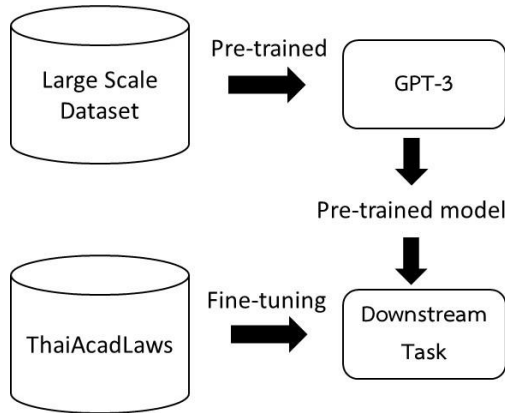 Large Scale
Dataset
Pre-trained
GPT-3
Pre-trained model
ThaiAcadLaws
Fine-tuning
Downstream
Task